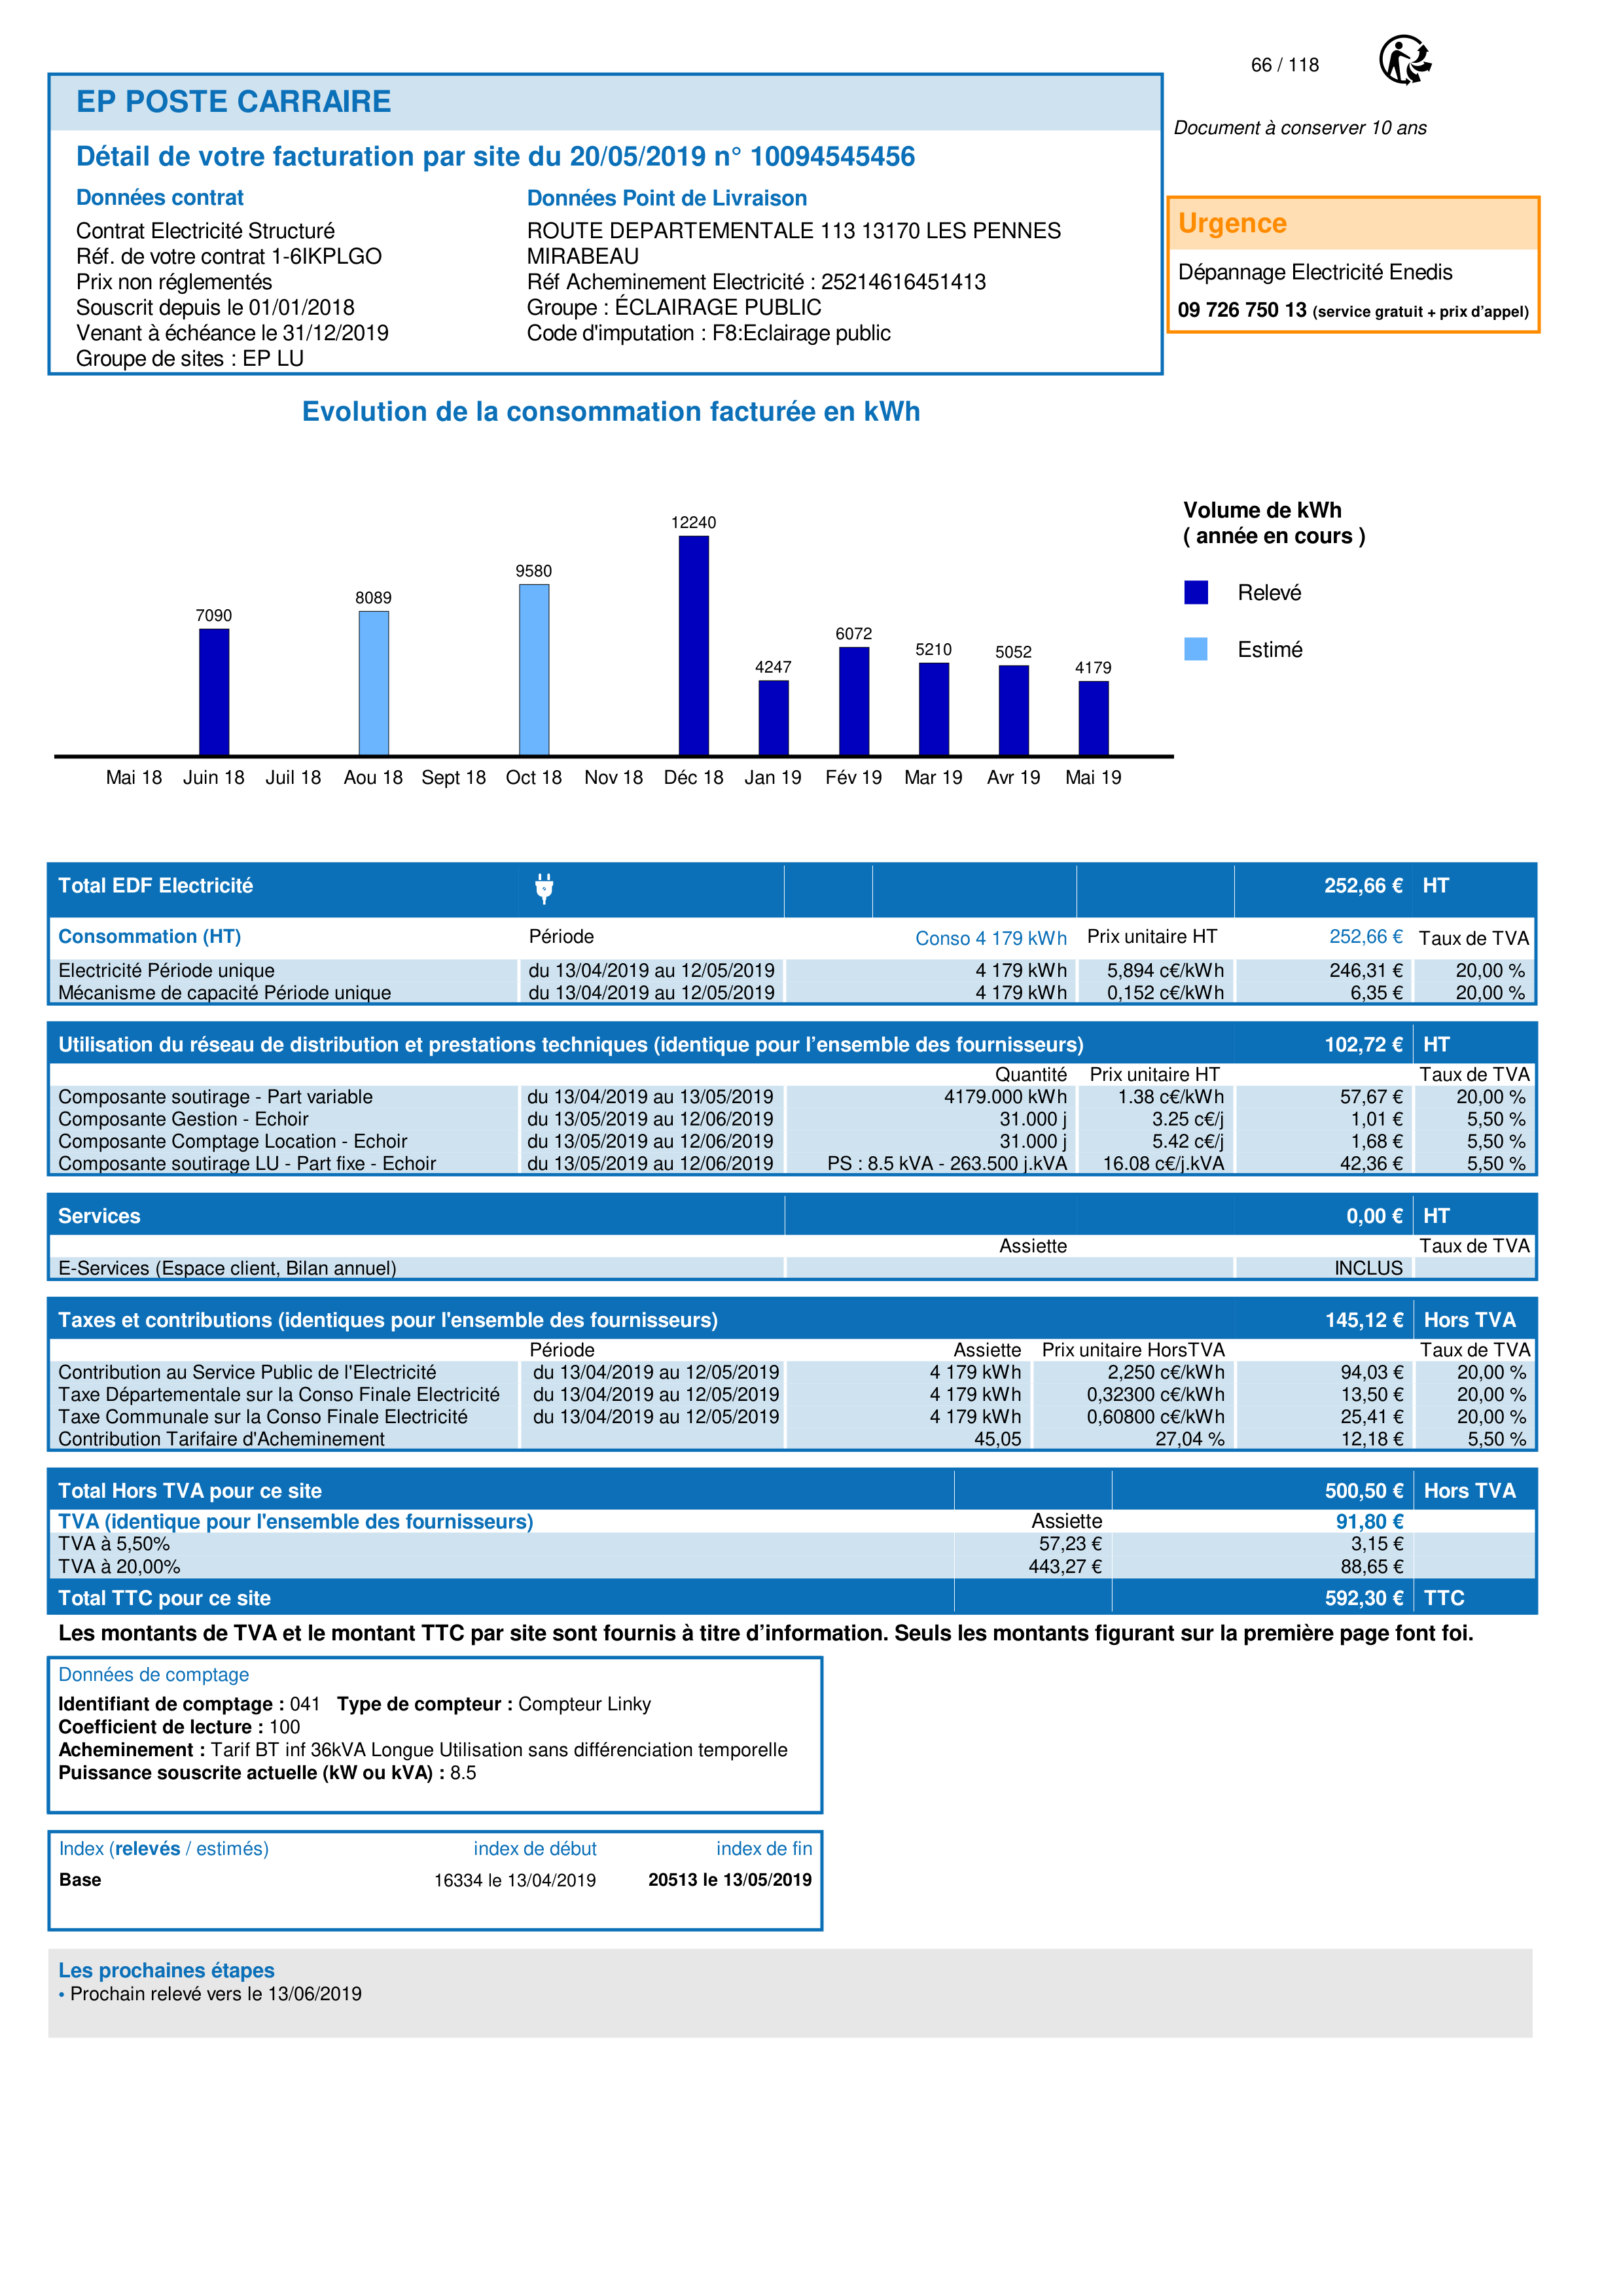 66 / 118
EP POSTE CARRAIRE
Document à conserver 10 ans
Détail de votre facturation par site du 20/05/2019 n° 10094545456
Données contrat
Contrat Electricité Structuré
Réf. de votre contrat 1-6IKPLGO
Prix non réglementés
Souscrit depuis le 01/01/2018
Venant à échéance le 31/12/2019
Groupe de sites : EP LU
Données Point de Livraison
ROUTE DEPARTEMENTALE 113 13170 LES PENNES
MIRABEAU
Réf Acheminement Electricité : 25214616451413
Groupe : ÉCLAIRAGE PUBLIC
Code d'imputation : F8:Eclairage public
Urgence
Dépannage Electricité Enedis
09 726 750 13 (service gratuit + prix d'appel)
Evolution de la consommation facturée en kWh
7090 8089 9580 12240 4247 6072 5210 5052 4179
Mai 18 Juin 18 Juil 18 Aou 18 Sept 18 Oct 18 Nov 18 Déc 18 Jan 19 Fév 19 Mar 19 Avr 19 Mai 19
Volume de kWh
( année en cours )
Relevé
Estimé
Total EDF Electricité 252,66 € HT
Consommation (HT) Période Conso 4 179 kWh Prix unitaire HT 252,66 € Taux de TVA
Electricité Période unique du 13/04/2019 au 12/05/2019 4 179 kWh 5,894 c€/kWh 246,31 € 20,00 %
Mécanisme de capacité Période unique du 13/04/2019 au 12/05/2019 4 179 kWh 0,152 c€/kWh 6,35 € 20,00 %
Utilisation du réseau de distribution et prestations techniques (identique pour l'ensemble des fournisseurs) 102,72 € HT
Quantité Prix unitaire HT Taux de TVA
Composante soutirage - Part variable du 13/04/2019 au 13/05/2019 4179.000 kWh 1.38 c€/kWh 57,67 € 20,00 %
Composante Gestion - Echoir du 13/05/2019 au 12/06/2019 31.000 j 3.25 c€/j 1,01 € 5,50 %
Composante Comptage Location - Echoir du 13/05/2019 au 12/06/2019 31.000 j 5.42 c€/j 1,68 € 5,50 %
Composante soutirage LU - Part fixe - Echoir du 13/05/2019 au 12/06/2019 PS : 8.5 kVA - 263.500 j.kVA 16.08 c€/j.kVA 42,36 € 5,50 %
Services 0,00 € HT
Assiette Taux de TVA
E-Services (Espace client, Bilan annuel) INCLUS
Taxes et contributions (identiques pour l'ensemble des fournisseurs) 145,12 € Hors TVA
Période Assiette Prix unitaire HorsTVA Taux de TVA
Contribution au Service Public de l'Electricité du 13/04/2019 au 12/05/2019 4 179 kWh 2,250 c€/kWh 94,03 € 20,00 %
Taxe Départementale sur la Conso Finale Electricité du 13/04/2019 au 12/05/2019 4 179 kWh 0,32300 c€/kWh 13,50 € 20,00 %
Taxe Communale sur la Conso Finale Electricité du 13/04/2019 au 12/05/2019 4 179 kWh 0,60800 c€/kWh 25,41 € 20,00 %
Contribution Tarifaire d'Acheminement 45,05 27,04 % 12,18 € 5,50 %
Total Hors TVA pour ce site 500,50 € Hors TVA
TVA (identique pour l'ensemble des fournisseurs) Assiette 91,80 €
TVA à 5,50% 57,23 € 3,15 €
TVA à 20,00% 443,27 € 88,65 €
Total TTC pour ce site 592,30 € TTC
Les montants de TVA et le montant TTC par site sont fournis à titre d'information. Seuls les montants figurant sur la première page font foi.
Données de comptage
Identifiant de comptage : 041 Type de compteur : Compteur Linky
Coefficient de lecture : 100
Acheminement : Tarif BT inf 36kVA Longue Utilisation sans différenciation temporelle
Puissance souscrite actuelle (kW ou kVA) : 8.5
Index (relevés / estimés) index de début index de fin
Base 16334 le 13/04/2019 20513 le 13/05/2019
Les prochaines étapes
• Prochain relevé vers le 13/06/2019